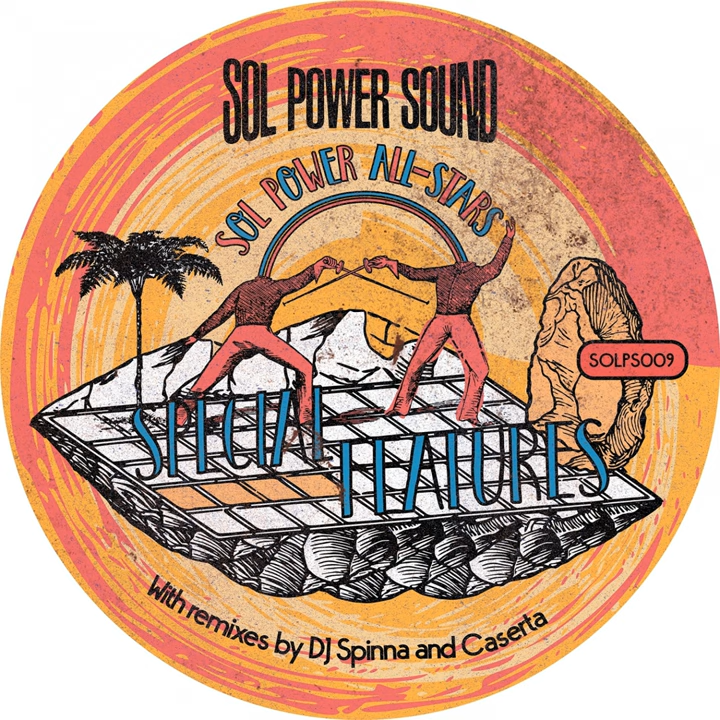 SOL POWER SOUND
SOL POWER ALL-STARS
SOLPS009
SPECIAL
FEATURES
With remixes by DJ Spinna and Caserta